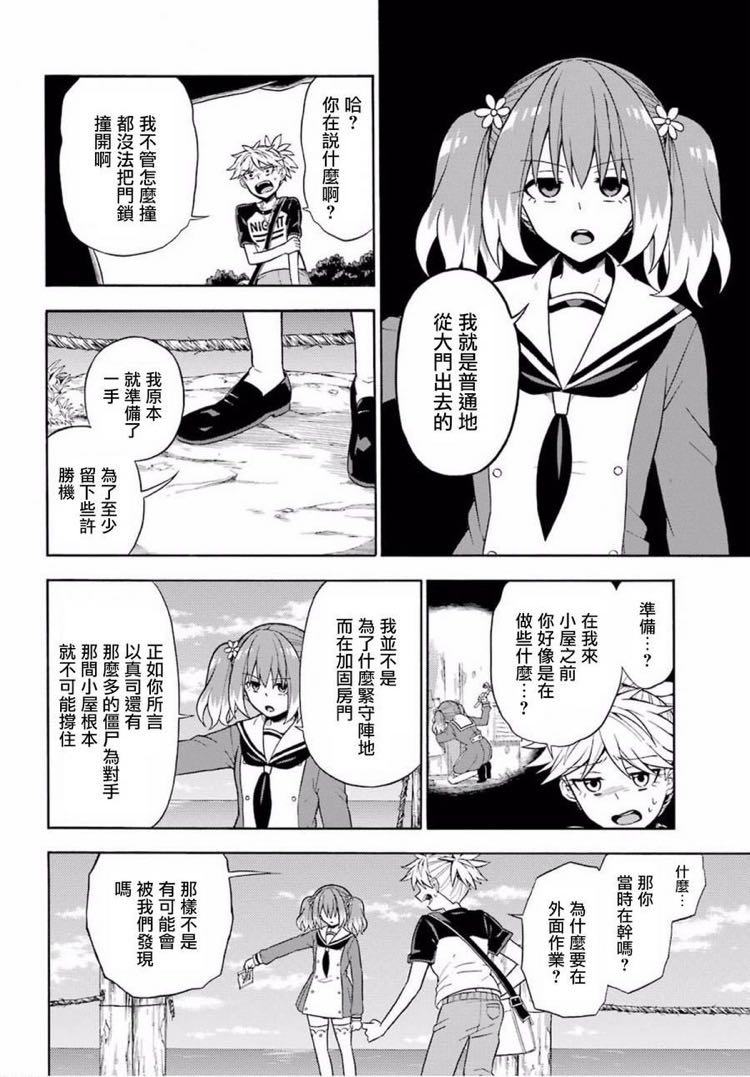 我就是普通地
從大門出去的
哈?
你在說什麼啊?
我不管怎麼撞
都沒法把門鎖
撞開啊
NIGHT
我原本
就準備了
一手
為了至少
留下些許
勝機
準備…?
在我來
小屋之前
你好像是在
做些什麼…?
我並不是
為了什麼緊守陣地
而在加固房門
正如你所言
以真司還有
那麼多的僵尸為對手
那間小屋根本
就不可能撐住
什麼…
那你
當時在幹嗎?
為什麼要在
外面作業?
那樣不是
有可能會
被我們發現
嗎